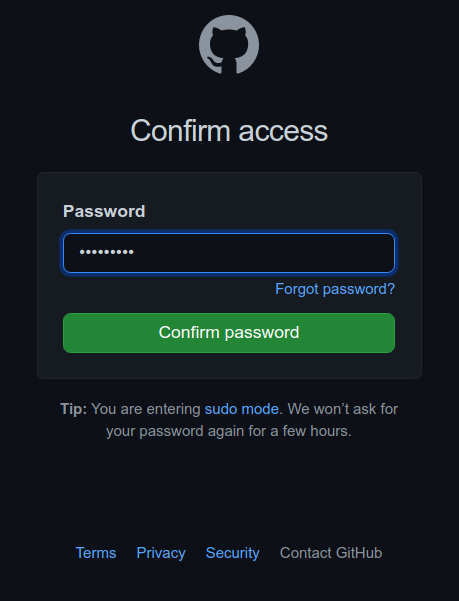 Confirm access
Password
•••••••••
Forgot password?
Confirm password
Tip: You are entering sudo mode. We won't ask for
your password again for a few hours.
Terms Privacy Security Contact GitHub